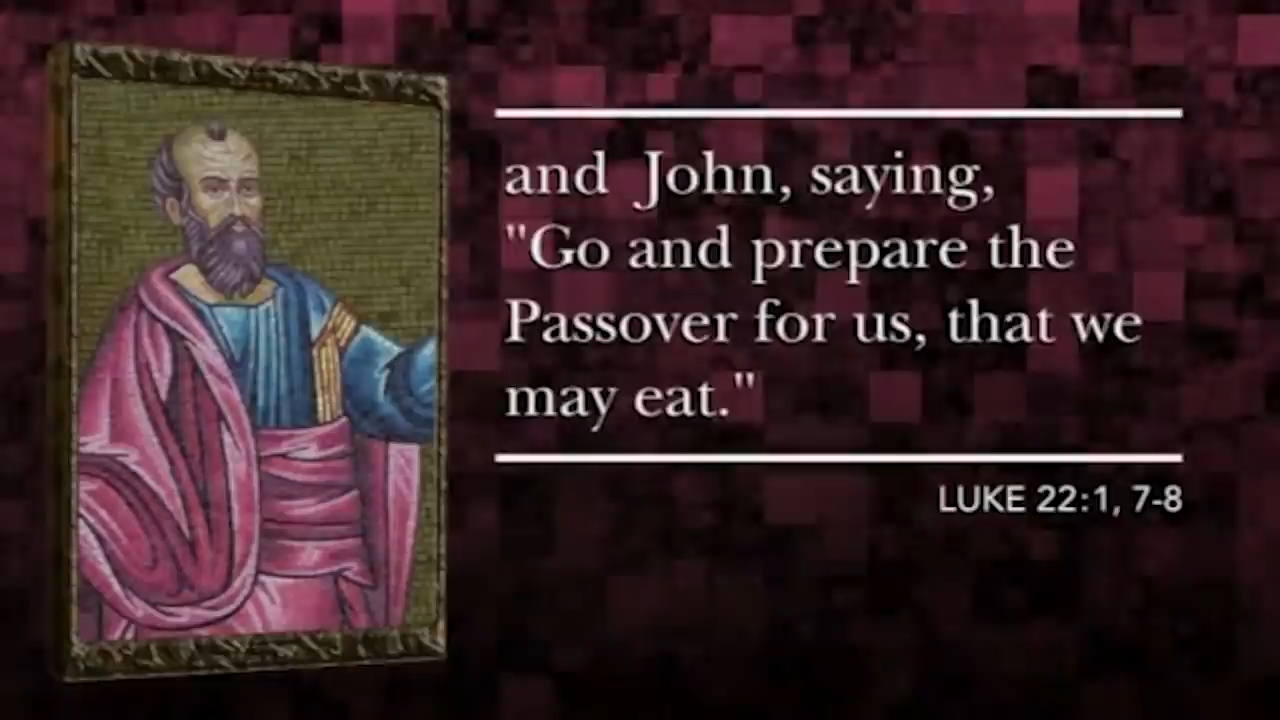 and John, saying,
"Go and prepare the
Passover for us, that we
may eat."
LUKE 22:1, 7-8